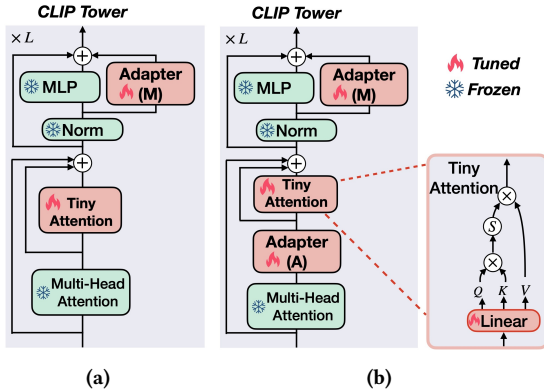 CLIP Tower
× L
MLP
Adapter
(M)
Norm
Tiny
Attention
Multi-Head
Attention
(a)
CLIP Tower
× L
MLP
Adapter
(M)
Norm
Tiny
Attention
Adapter
(A)
Multi-Head
Attention
(b)
Tuned
Frozen
Tiny
Attention
S
Q K V
Linear